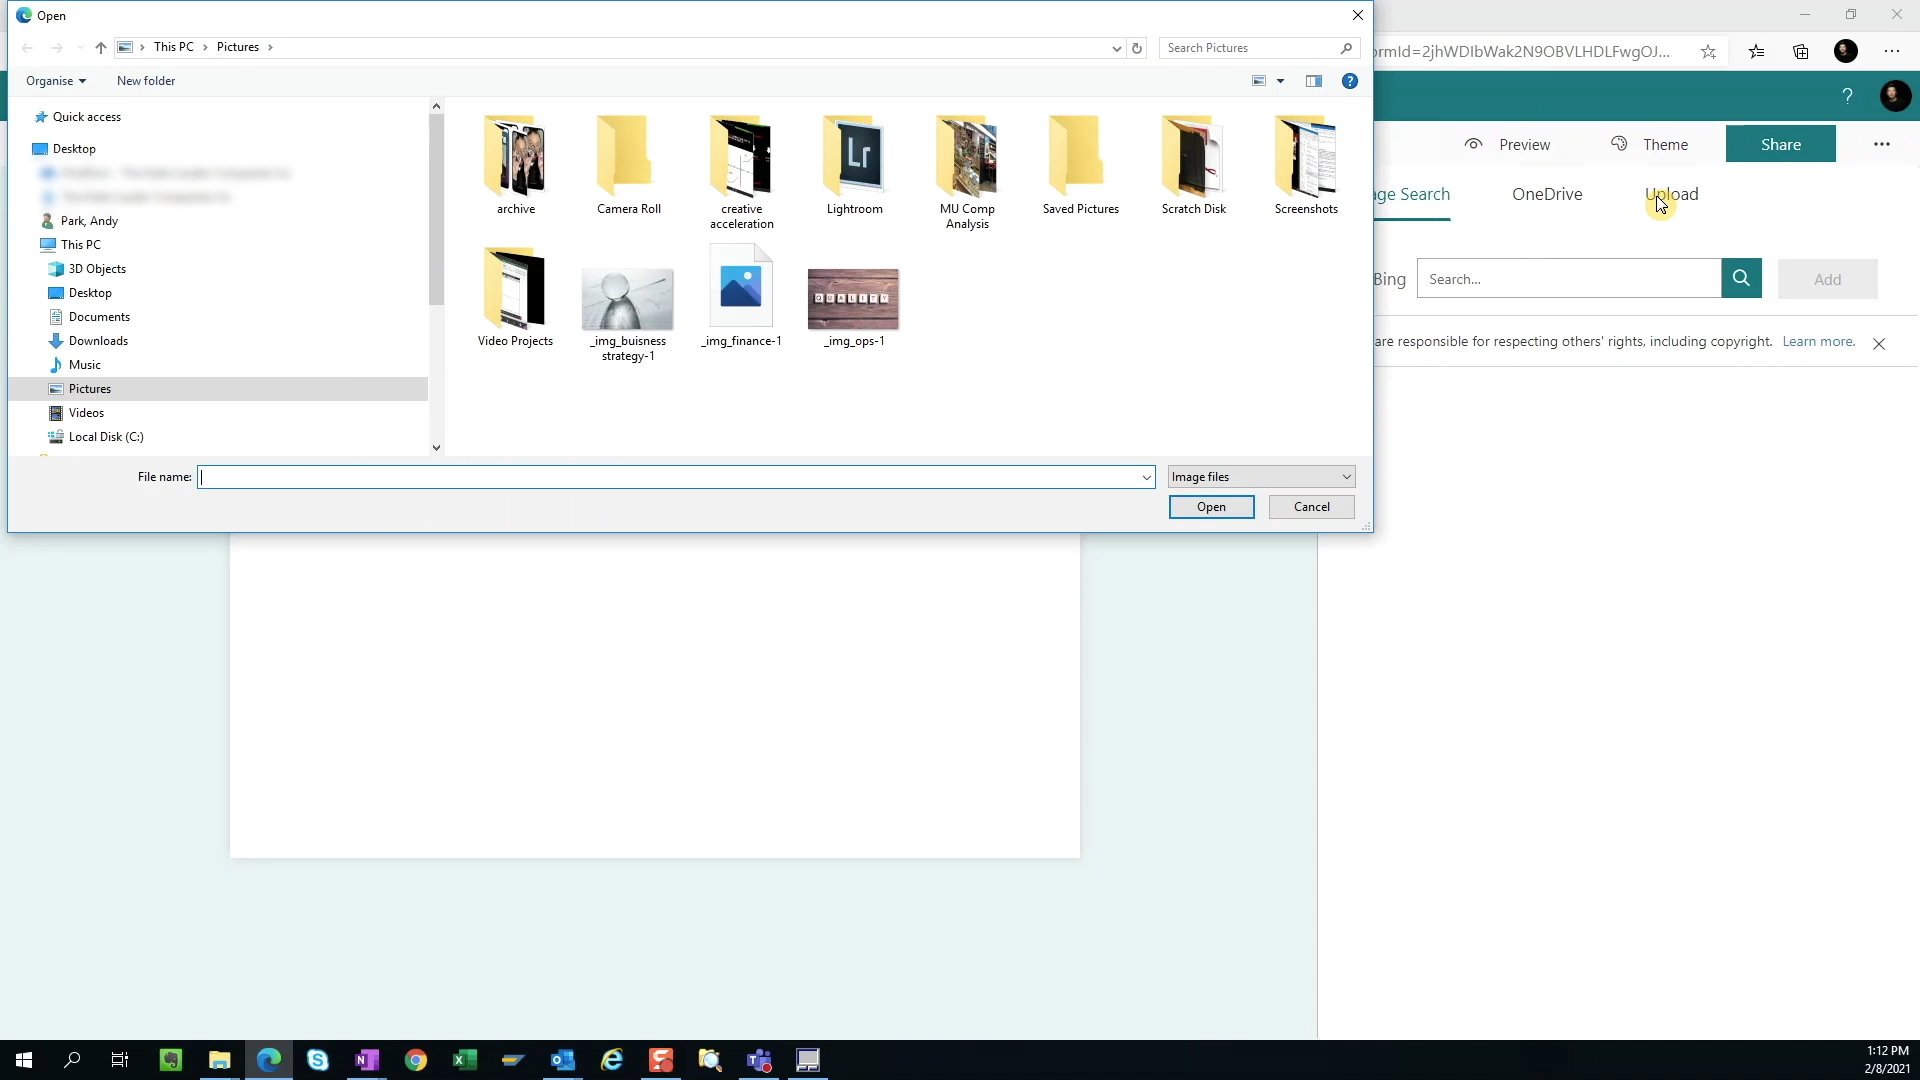 Open
This PC
Pictures
Search Pictures
ormId=2jhWDIbWak2N9OBVLHDLFwgOJ...
Organise
New folder
?
Quick access
Desktop
Park, Andy
This PC
3D Objects
Desktop
Documents
Downloads
Music
Pictures
Videos
Local Disk (C:)
archive
Camera Roll
creative
acceleration
Lr
Lightroom
MU Comp
Analysis
Saved Pictures
Scratch Disk
Screenshots
Video Projects
_img_buisness
strategy-1
_img_finance-1
QUALITY
_img_ops-1
File name:
Image files
Open
Cancel
?
Preview
Theme
Share
age Search
OneDrive
Upload
Bing
Search...
Add
are responsible for respecting others' rights, including copyright. Learn more.
1:12 PM
2/8/2021